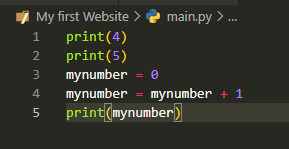 My first Website > main.py > ...
1 print(4)
2 print(5)
3 mynumber = 0
4 mynumber = mynumber + 1
5 print(mynumber)